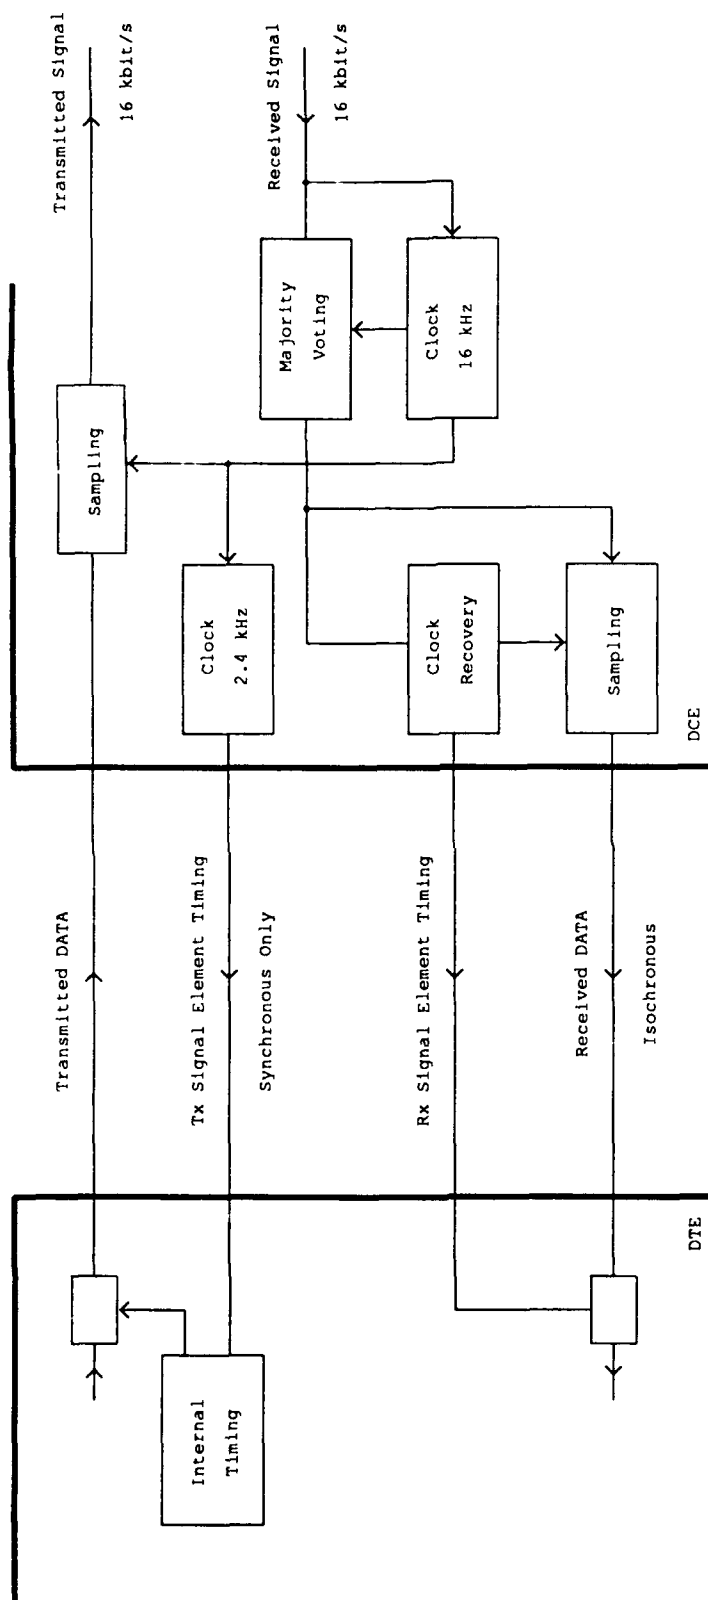 Transmitted Signal
16 kbit/s
Received Signal
16 kbit/s
Majority
Voting
Clock
16 kHz
Sampling
Clock
2.4 kHz
Clock
Recovery
Sampling
DCE
Transmitted DATA
Tx Signal Element Timing
Synchronous Only
Rx Signal Element Timing
Received DATA
Isochronous
DTE
Internal
Timing